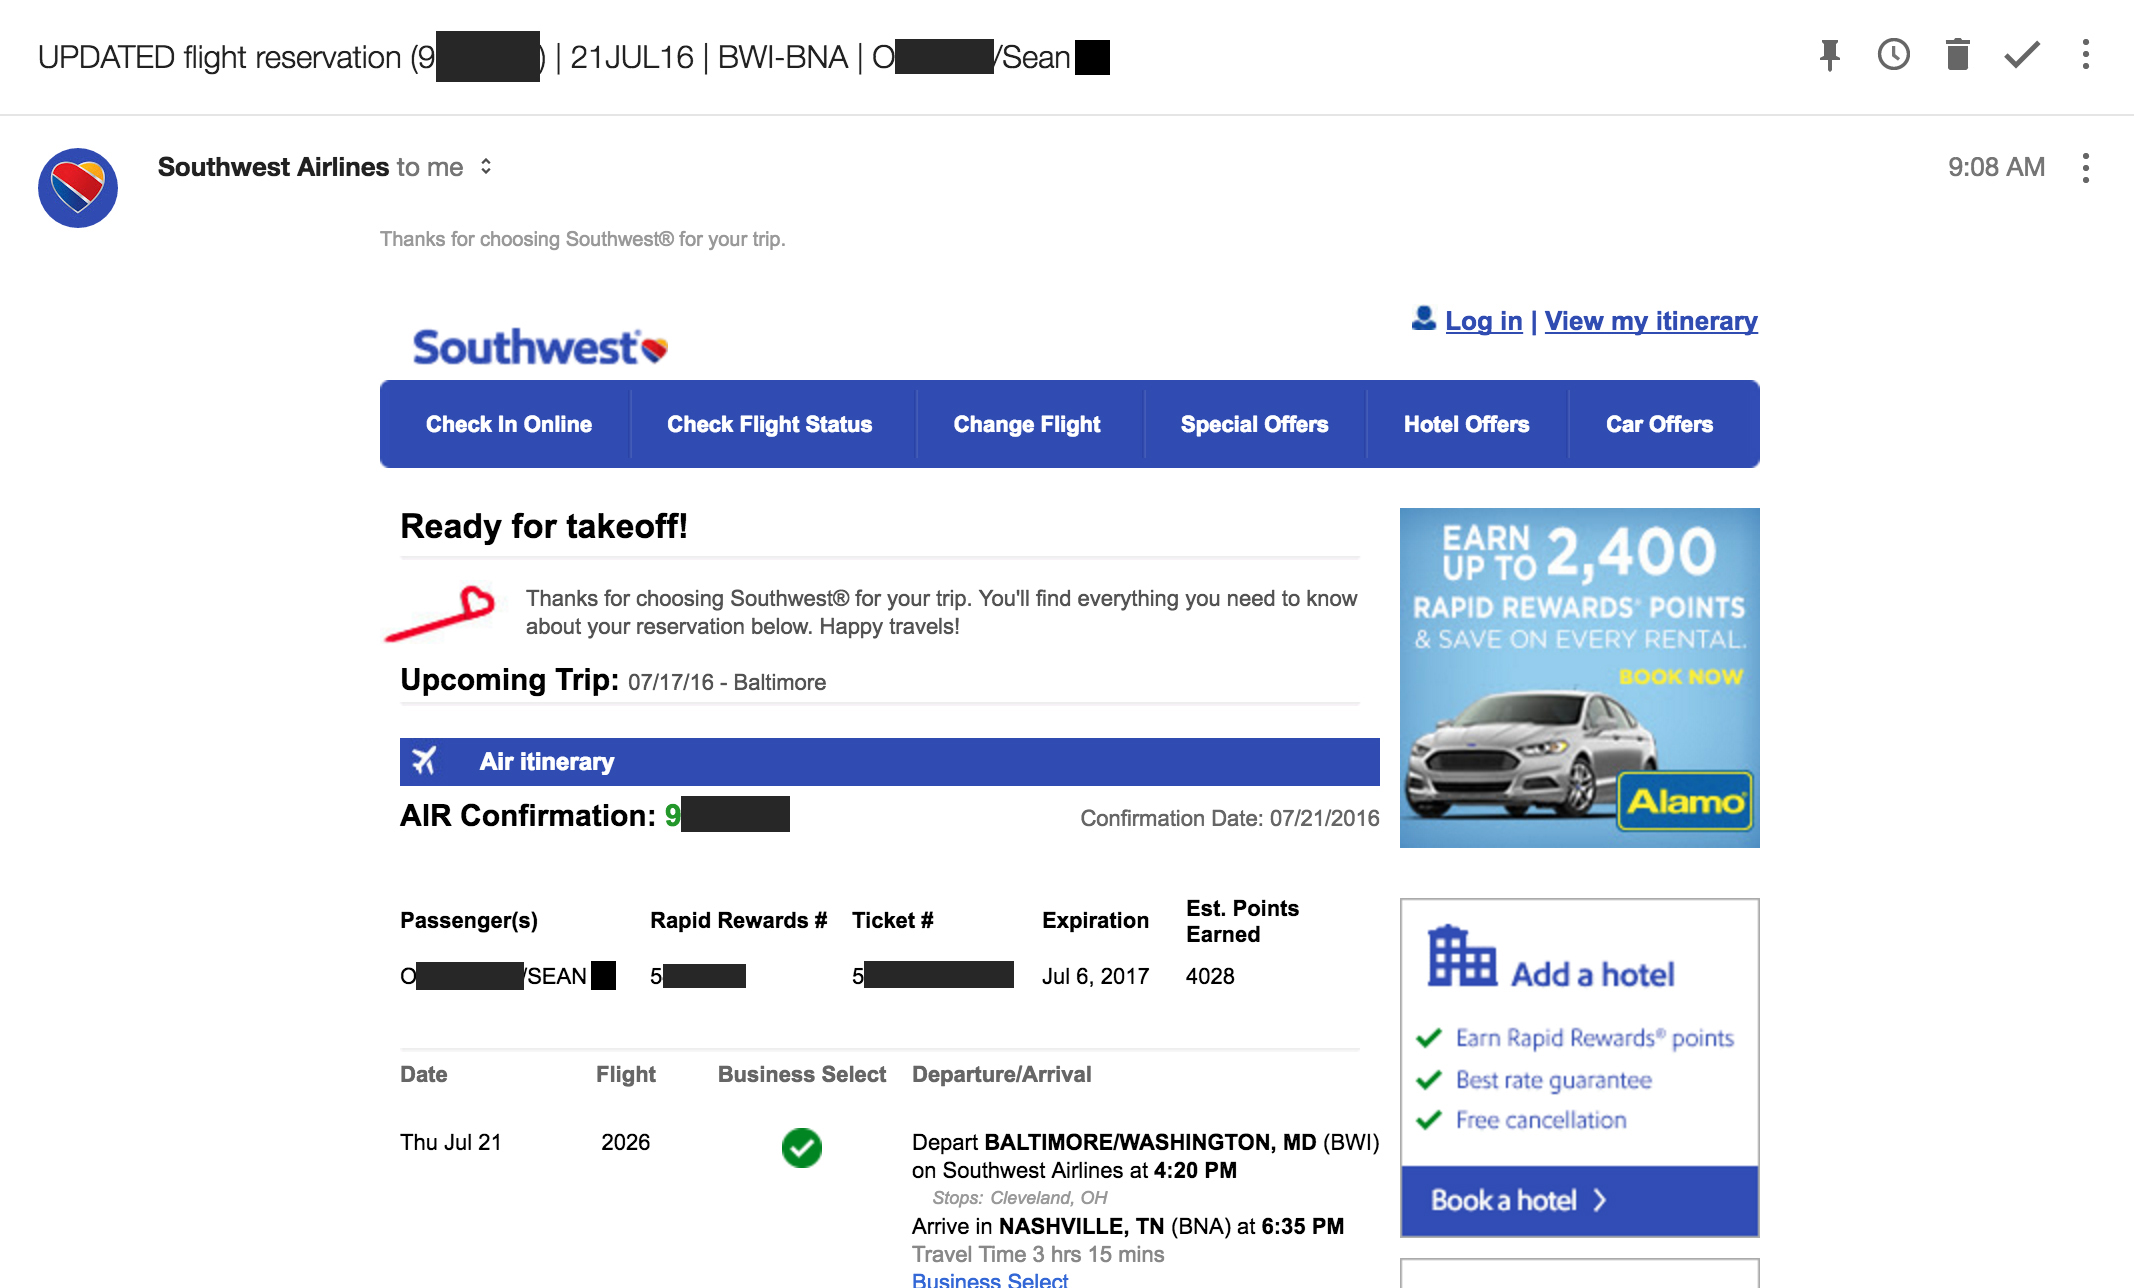 UPDATED flight reservation (9 ) | 21JUL16 | BWI-BNA | O /Sean
Southwest Airlines to me
9:08 AM
Thanks for choosing Southwest® for your trip.
Log in | View my itinerary
Southwest®
Check In Online
Check Flight Status
Change Flight
Special Offers
Hotel Offers
Car Offers
Ready for takeoff!
Thanks for choosing Southwest® for your trip. You'll find everything you need to know
about your reservation below. Happy travels!
Upcoming Trip: 07/17/16 - Baltimore
Air itinerary
AIR Confirmation: 9
Confirmation Date: 07/21/2016
Passenger(s)
Rapid Rewards #
Ticket #
Expiration
Est. Points
Earned
O /SEAN
5
5
Jul 6, 2017
4028
Date
Flight
Business Select
Departure/Arrival
Thu Jul 21
2026
Depart BALTIMORE/WASHINGTON, MD (BWI)
on Southwest Airlines at 4:20 PM
Stops: Cleveland, OH
Arrive in NASHVILLE, TN (BNA) at 6:35 PM
Travel Time 3 hrs 15 mins
Business Select
EARN
UP TO 2,400
RAPID REWARDS® POINTS
& SAVE ON EVERY RENTAL.
BOOK NOW
Alamo®
Add a hotel
Earn Rapid Rewards® points
Best rate guarantee
Free cancellation
Book a hotel